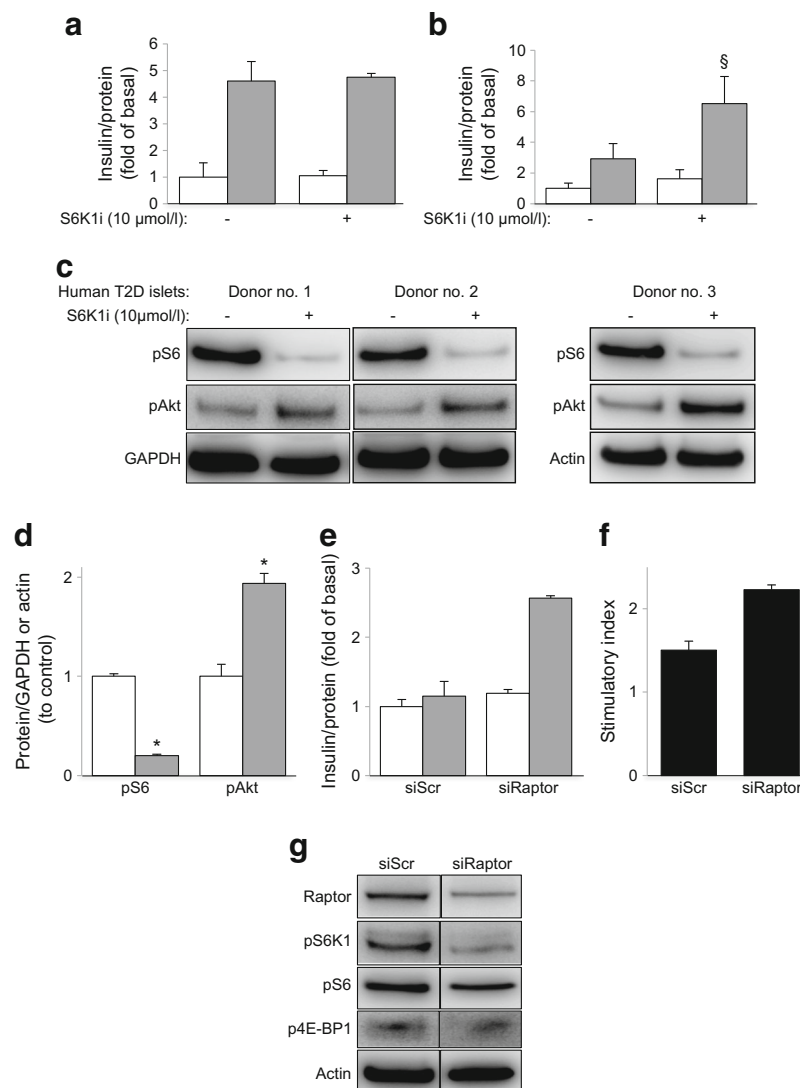 a
b
Insulin/protein
(fold of basal)
6
5
4
3
2
1
0
S6K1i (10 μmol/l):
-
+
Insulin/protein
(fold of basal)
10
8
6
4
2
0
§
S6K1i (10 μmol/l):
-
+
c
Human T2D islets:
Donor no. 1
Donor no. 2
Donor no. 3
S6K1i (10μmol/l):
-
+
-
+
-
+
pS6
pAkt
GAPDH
pS6
pAkt
Actin
d
Protein/GAPDH or actin
(to control)
2
1
0
*
*
pS6
pAkt
e
Insulin/protein (fold of basal)
3
2
1
0
siScr
siRaptor
f
Stimulatory index
2
1
0
siScr
siRaptor
g
siScr
siRaptor
Raptor
pS6K1
pS6
p4E-BP1
Actin